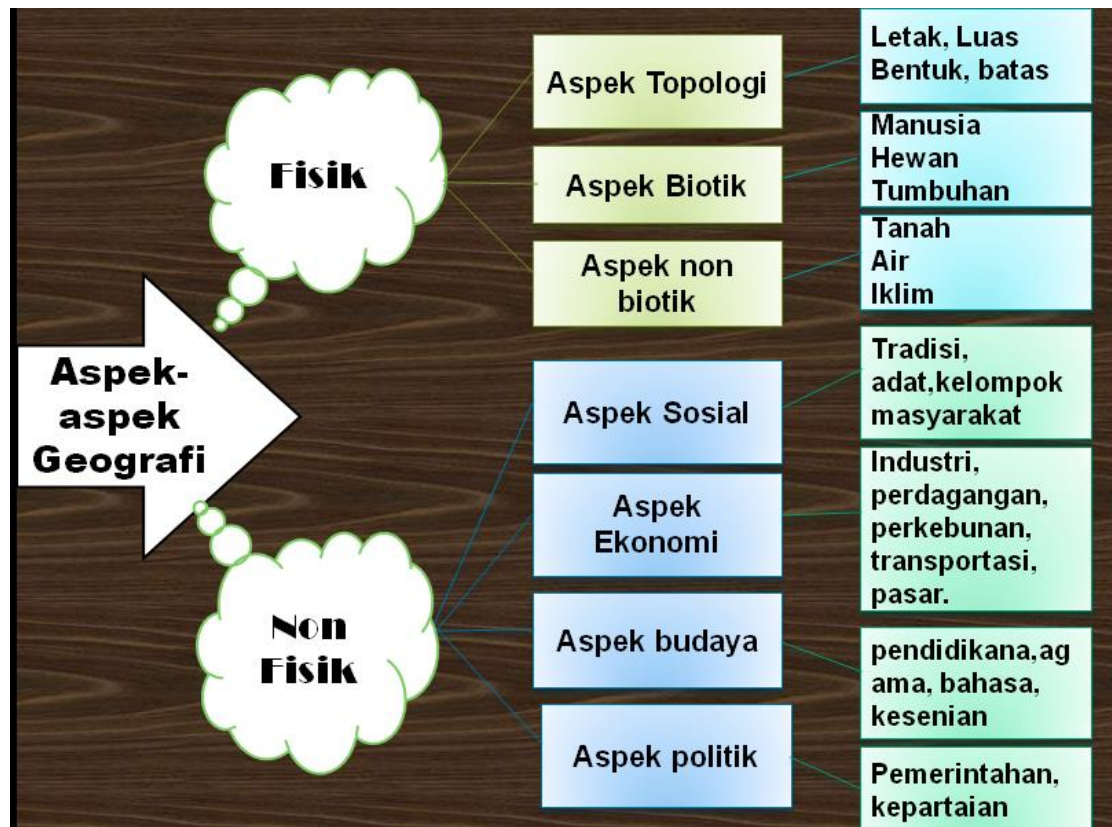 Aspek-
aspek
Geografi
Fisik
Aspek Topologi
Letak, Luas
Bentuk, batas
Aspek Biotik
Manusia
Hewan
Tumbuhan
Aspek non
biotik
Tanah
Air
Iklim
Non
Fisik
Aspek Sosial
Tradisi,
adat,kelompok
masyarakat
Aspek
Ekonomi
Industri,
perdagangan,
perkebunan,
transportasi,
pasar.
Aspek budaya
pendidikana,ag
ama, bahasa,
kesenian
Aspek politik
Pemerintahan,
kepartaian